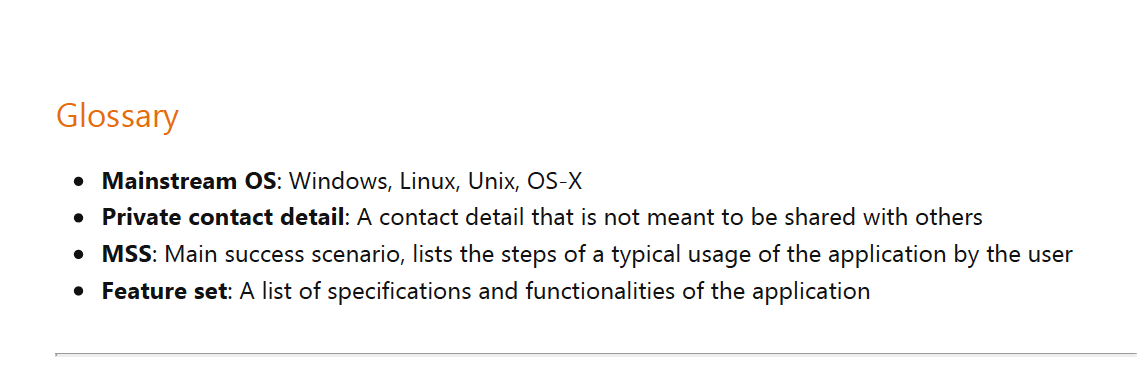 Glossary
• Mainstream OS: Windows, Linux, Unix, OS-X
• Private contact detail: A contact detail that is not meant to be shared with others
• MSS: Main success scenario, lists the steps of a typical usage of the application by the user
• Feature set: A list of specifications and functionalities of the application